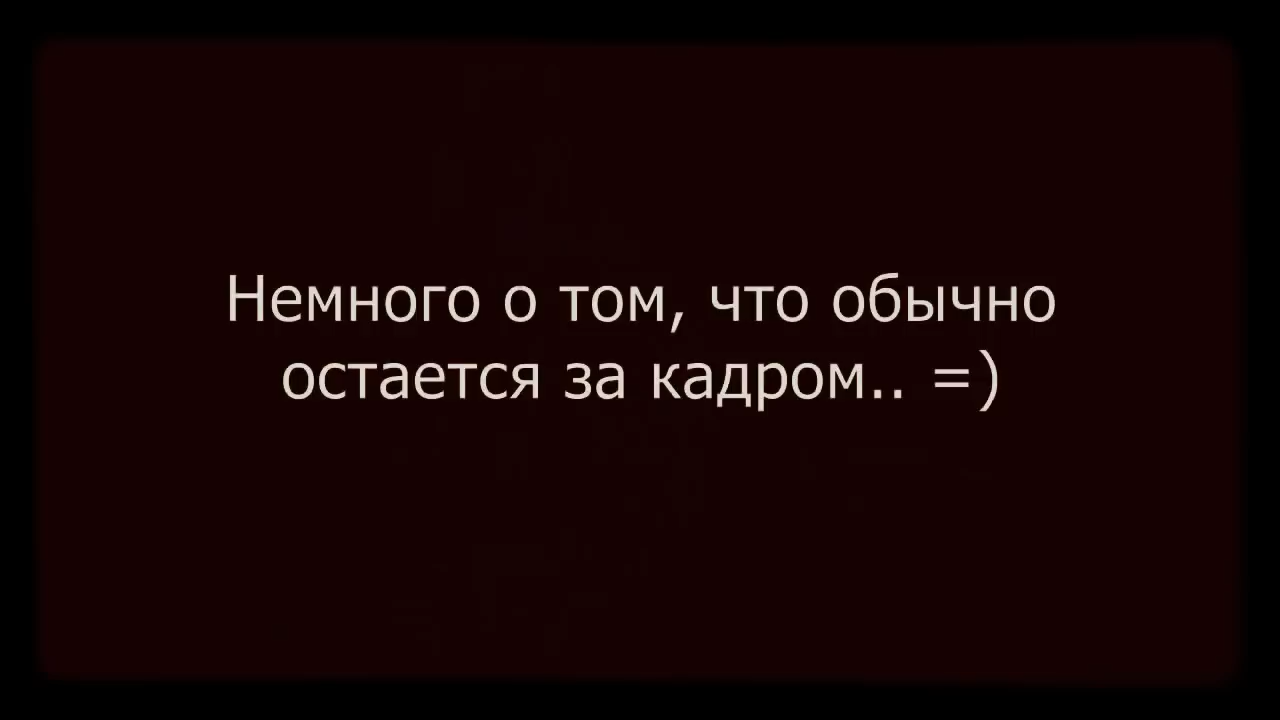 Немного о том, что обычно
остается за кадром.. =)